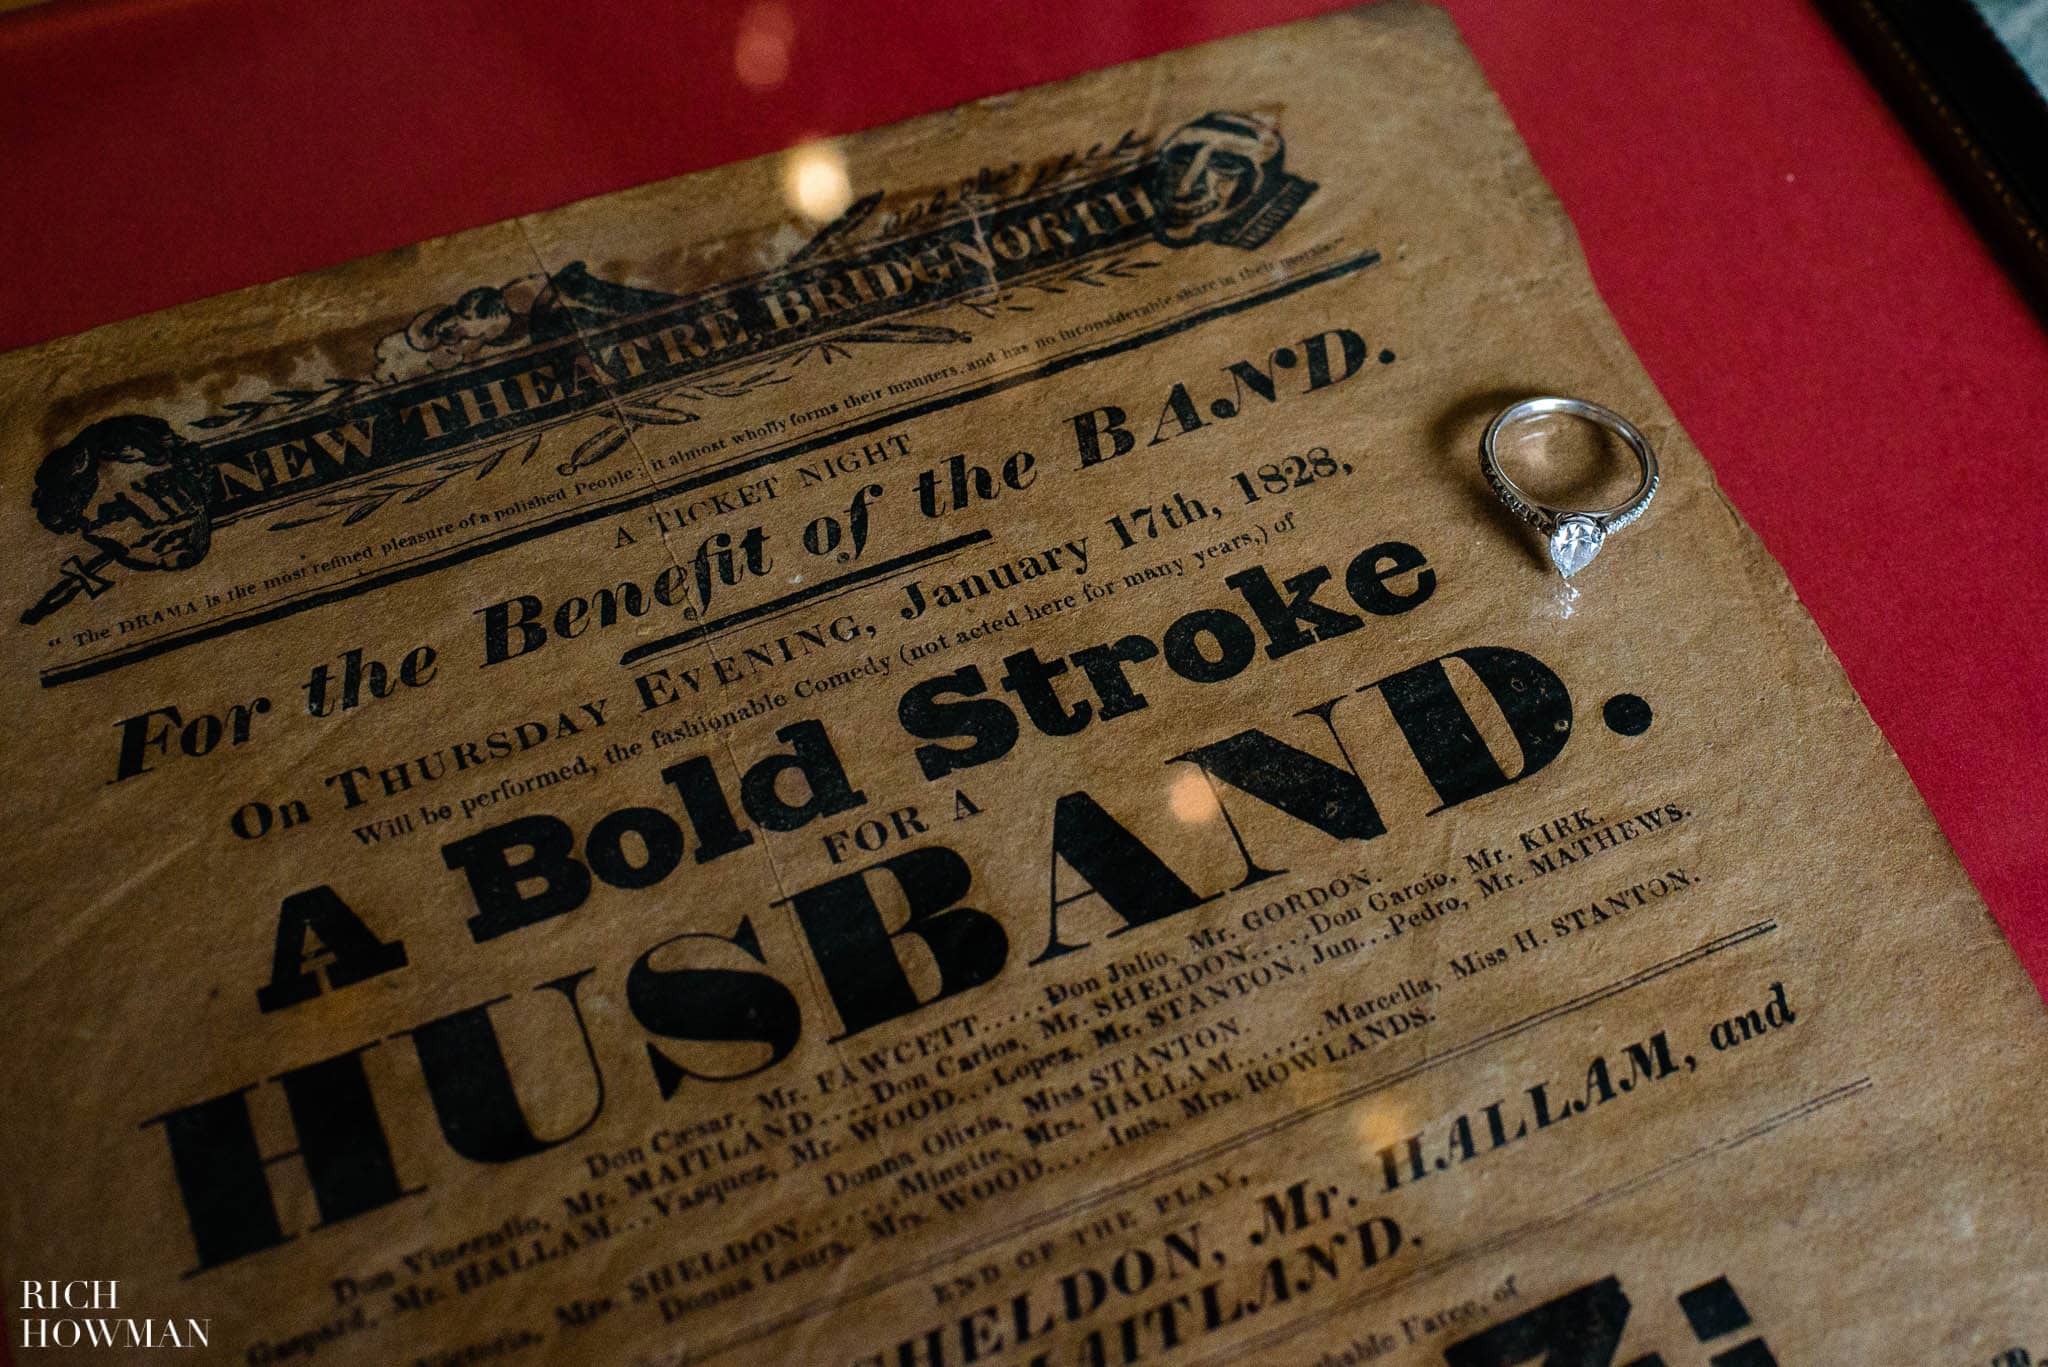 NEW THEATRE, BRIDGNORTH
"The DRAMA is the most refined pleasure of a polished People; it almost wholly forms their manners, and has no inconsiderable share in their morals."
A TICKET NIGHT
For the Benefit of the BAND.
On THURSDAY EVENING, January 17th, 1828,
Will be performed, the fashionable Comedy (not acted here for many years,) of
A Bold Stroke
FOR A
HUSBAND.
Don Cæsar, Mr. FAWCETT.....Don Julio, Mr. GORDON.
Don Vincentio, Mr. MAITLAND....Don Carlos, Mr. SHELDON.....Don Garcio, Mr. KIRK.
Gaspard, Mr. HALLAM...Vasquez, Mr. WOOD...Lopez, Mr. STANTON, Jun...Pedro, Mr. MATHEWS.
Donna Olivia, Miss STANTON.
Victoria, Mrs. SHELDON.......Minette, Mrs. HALLAM......Marcella, Miss H. STANTON.
Donna Laura, Mrs. WOOD.....Inis, Mrs. ROWLANDS.
END OF THE PLAY,
SHELDON, Mr. HALLAM, and
MAITLAND.
Farce, of
RICH
HOWMAN